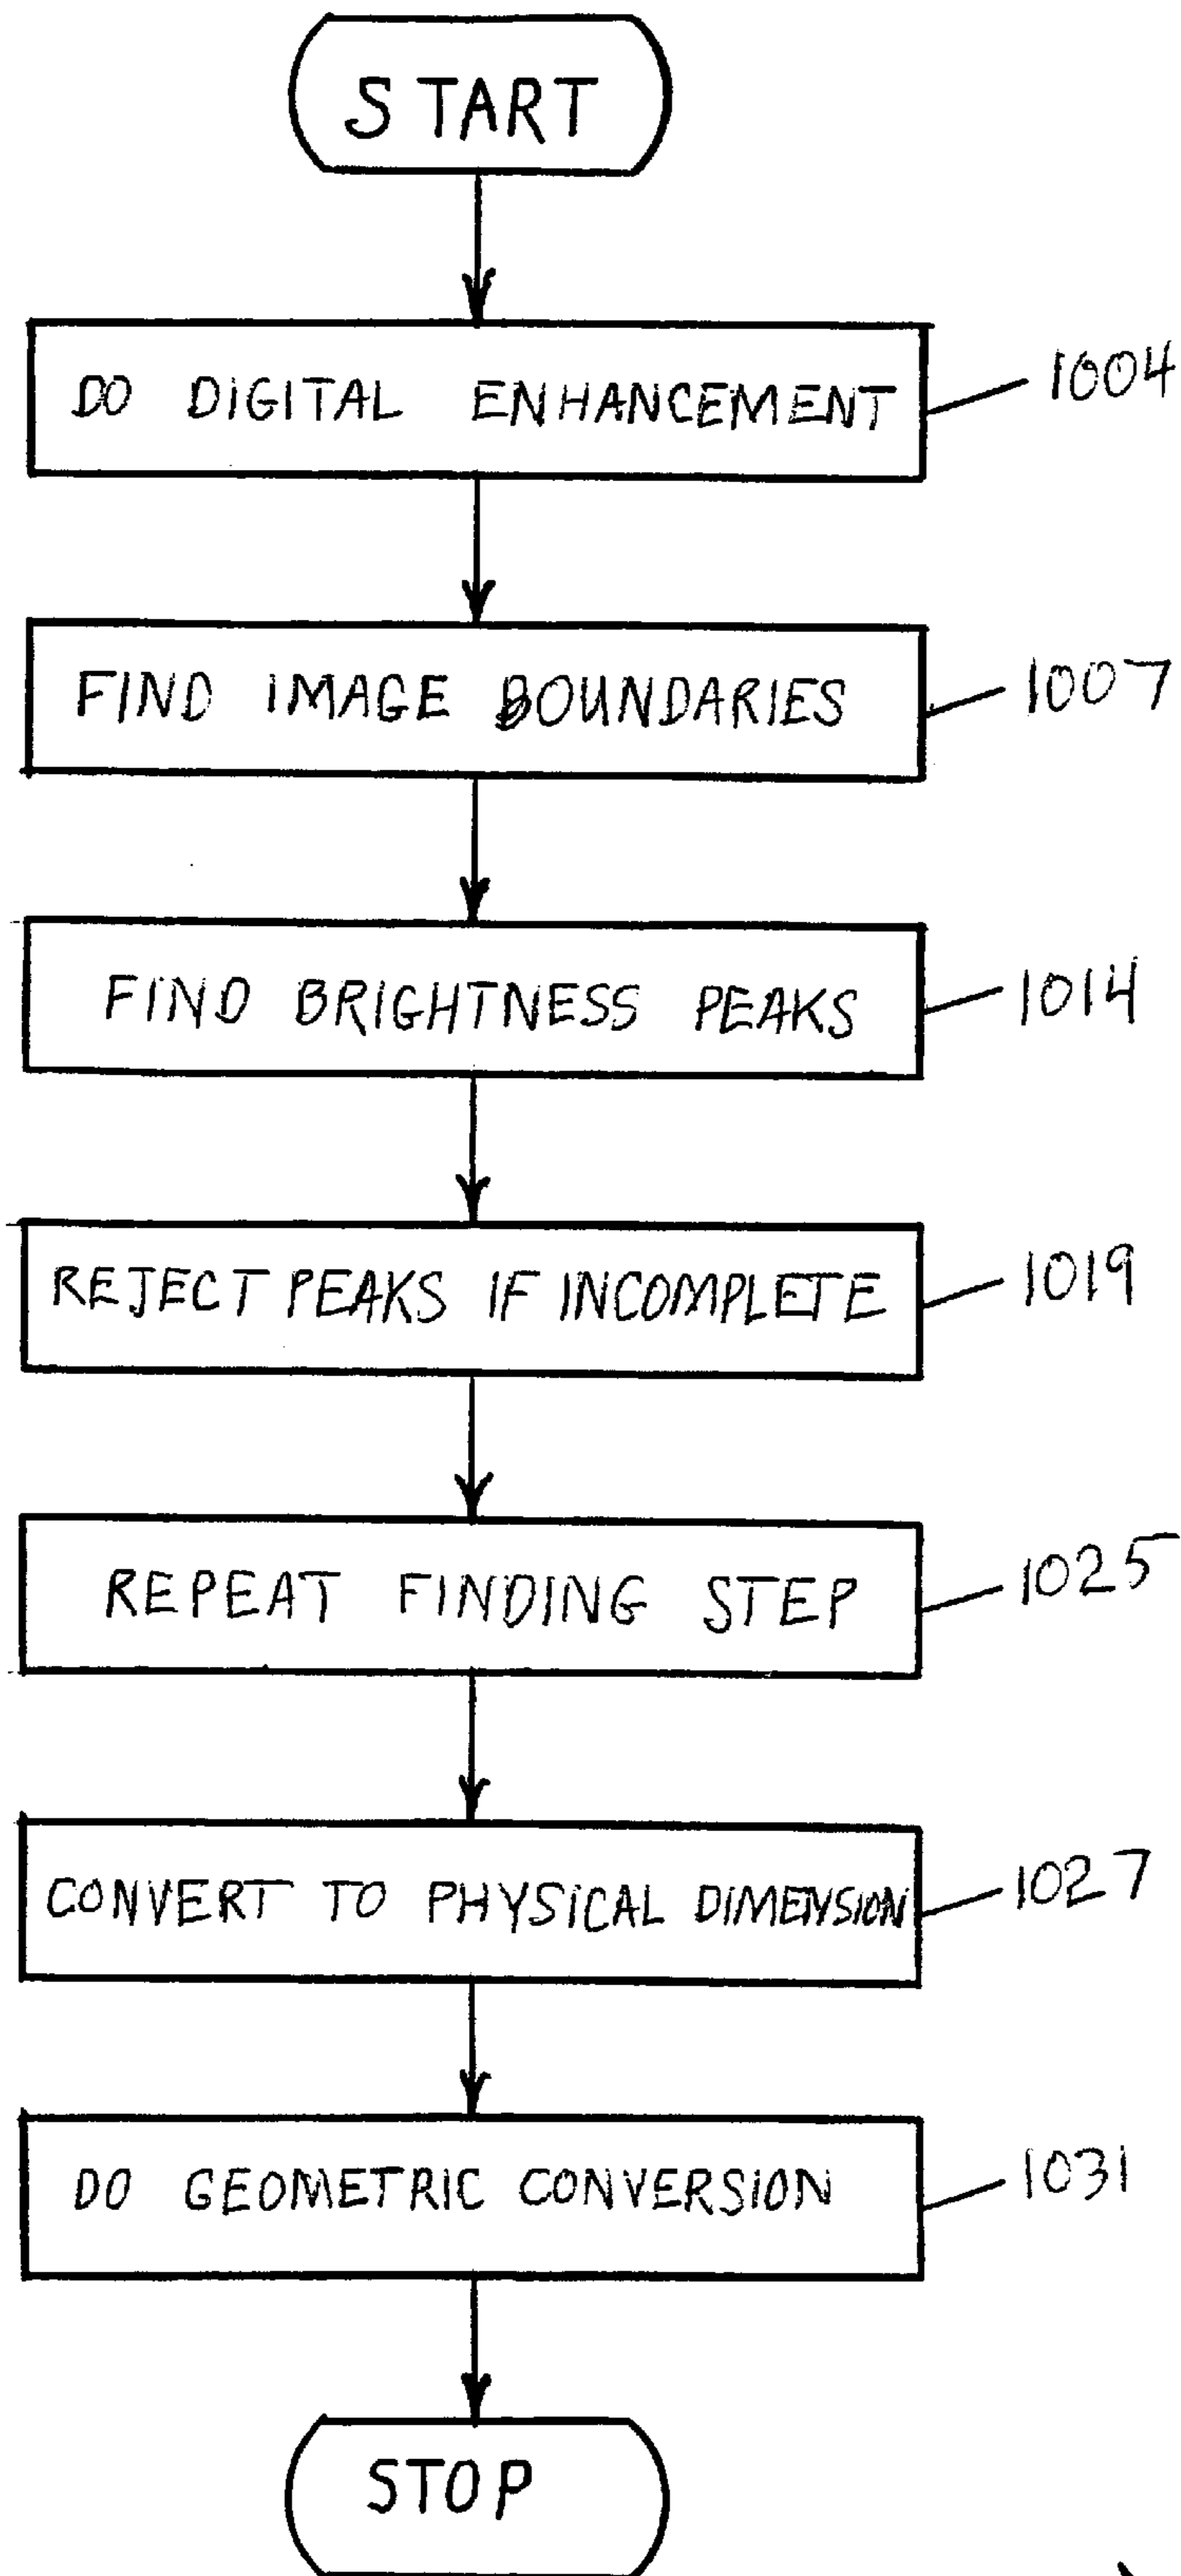 START
DO DIGITAL ENHANCEMENT 1004
FIND IMAGE BOUNDARIES 1007
FIND BRIGHTNESS PEAKS 1014
REJECT PEAKS IF INCOMPLETE 1019
REPEAT FINDING STEP 1025
CONVERT TO PHYSICAL DIMENSION 1027
DO GEOMETRIC CONVERSION 1031
STOP